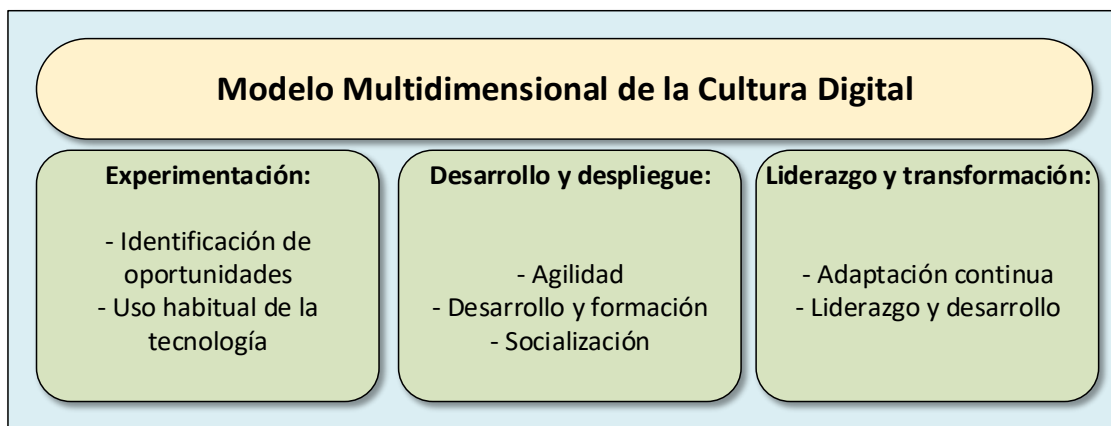 Modelo Multidimensional de la Cultura Digital
Experimentación:
- Identificación de
oportunidades
- Uso habitual de la
tecnología
Desarrollo y despliegue:
- Agilidad
- Desarrollo y formación
- Socialización
Liderazgo y transformación:
- Adaptación continua
- Liderazgo y desarrollo